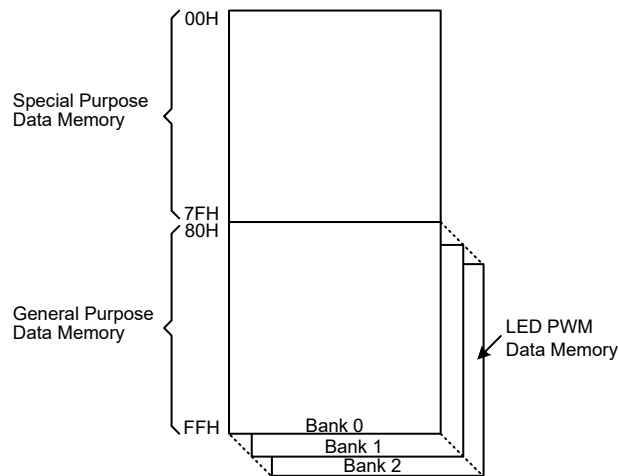 00H
Special Purpose
Data Memory
7FH
80H
General Purpose
Data Memory
LED PWM
Data Memory
FFH
Bank 0
Bank 1
Bank 2